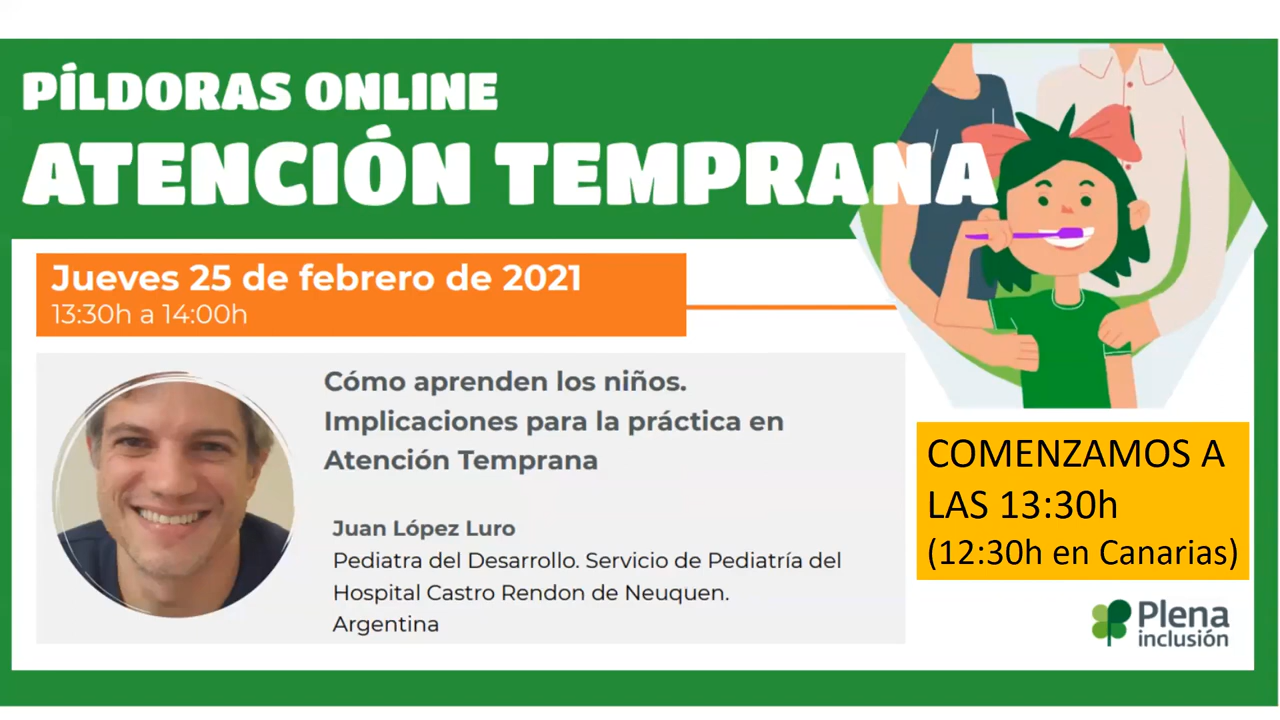 PÍLDORAS ONLINE
ATENCIÓN TEMPRANA
Jueves 25 de febrero de 2021
13:30h a 14:00h
Cómo aprenden los niños.
Implicaciones para la práctica en
Atención Temprana
Juan López Luro
Pediatra del Desarrollo. Servicio de Pediatría del
Hospital Castro Rendon de Neuquen.
Argentina
COMENZAMOS A
LAS 13:30h
(12:30h en Canarias)
Plena
inclusión